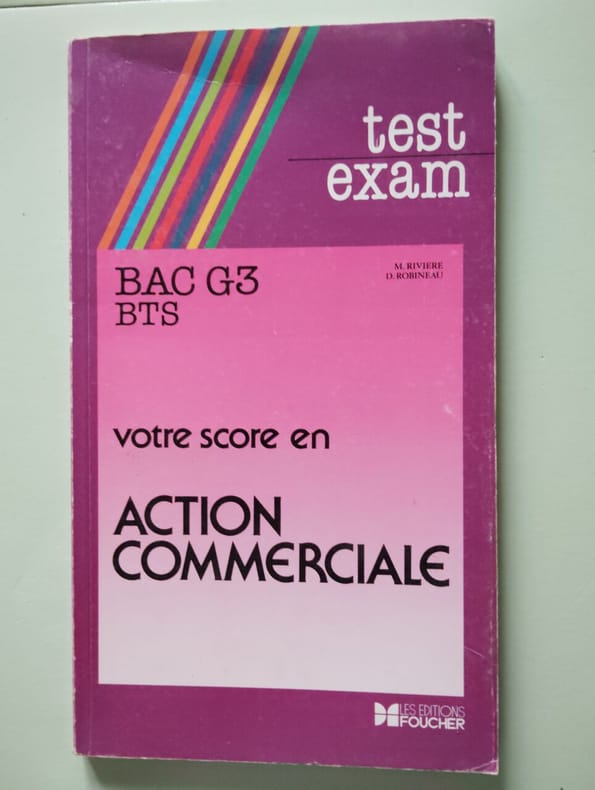 test
exam
BAC G3
BTS
M. RIVIERE
D. ROBINEAU
votre score en
ACTION
COMMERCIALE
LES EDITIONS
FOUCHER